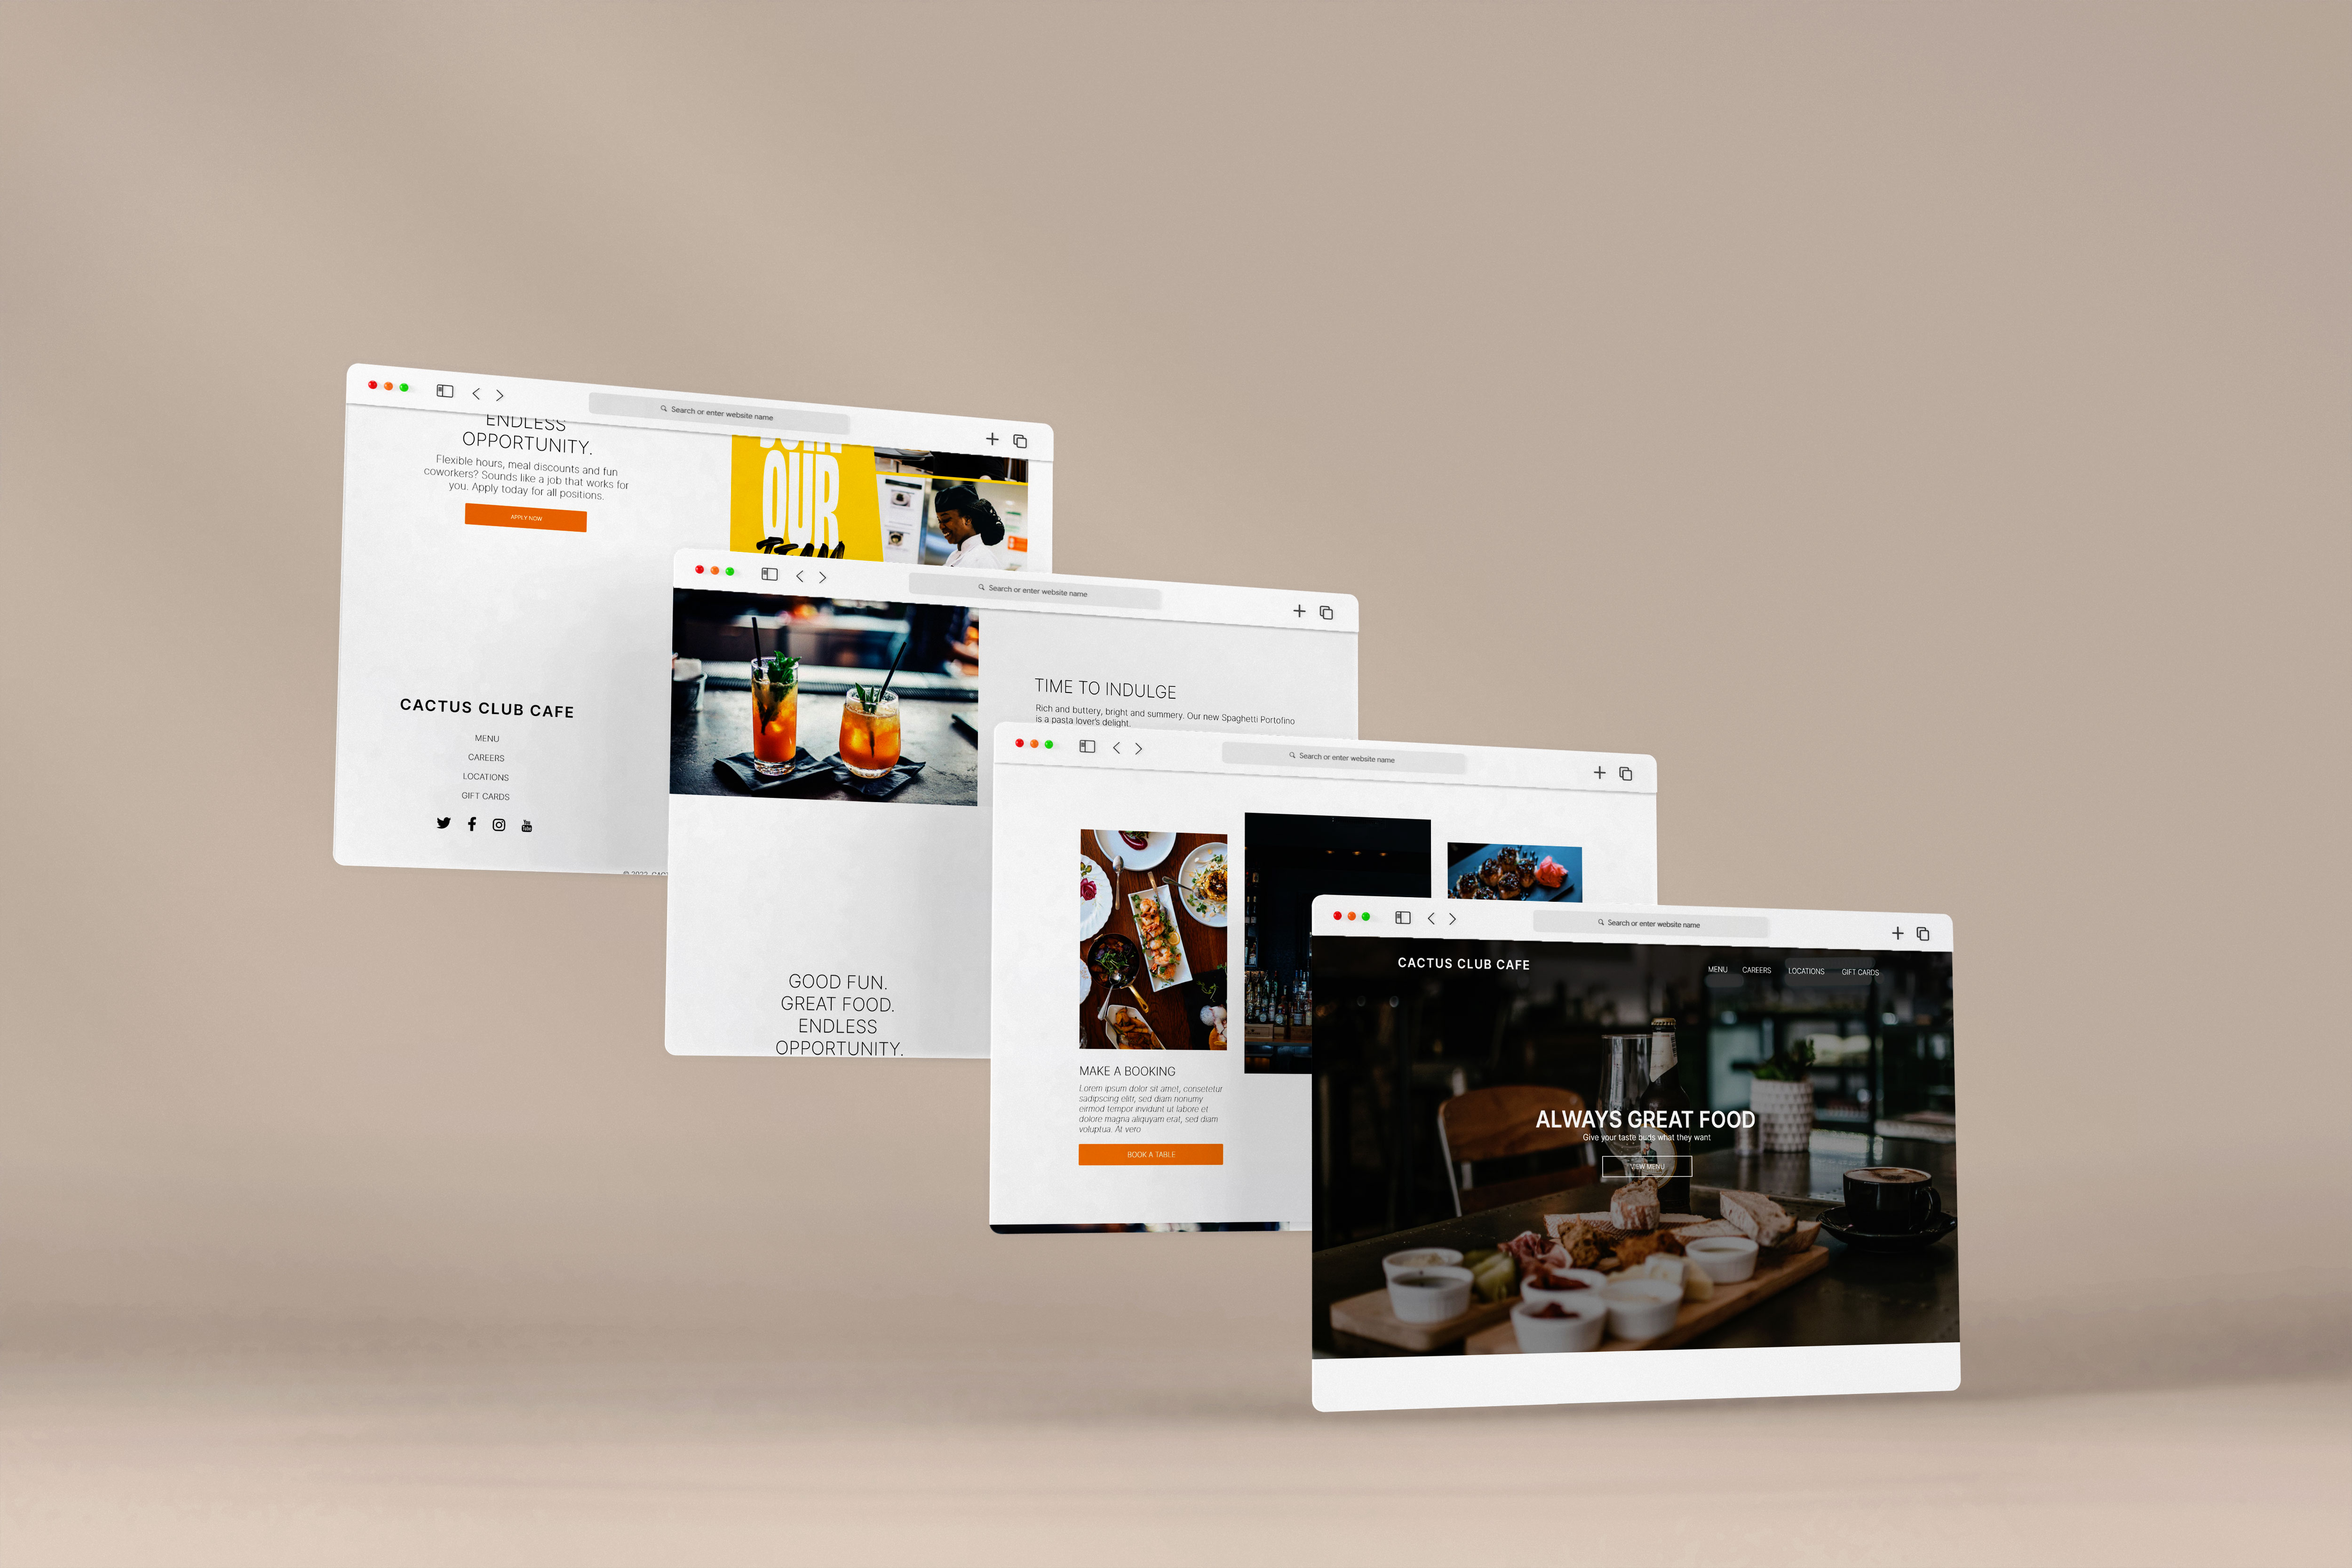 Search or enter website name
ENDLESS
OPPORTUNITY.
Flexible hours, meal discounts and fun
coworkers? Sounds like a job that works for
you. Apply today for all positions.
APPLY NOW
OUR
TEAM
CACTUS CLUB CAFE
MENU
CAREERS
LOCATIONS
GIFT CARDS
Search or enter website name
TIME TO INDULGE
Rich and buttery, bright and summery. Our new Spaghetti Portofino
is a pasta lover's delight.
GOOD FUN.
GREAT FOOD.
ENDLESS
OPPORTUNITY.
Search or enter website name
MAKE A BOOKING
Lorem ipsum dolor sit amet, consetetur
sadipscing elitr, sed diam nonumy
eirmod tempor invidunt ut labore et
dolore magna aliquyam erat, sed diam
voluptua. At vero
BOOK A TABLE
Search or enter website name
CACTUS CLUB CAFE
MENU CAREERS LOCATIONS GIFT CARDS
ALWAYS GREAT FOOD
Give your taste buds what they want
VIEW MENU